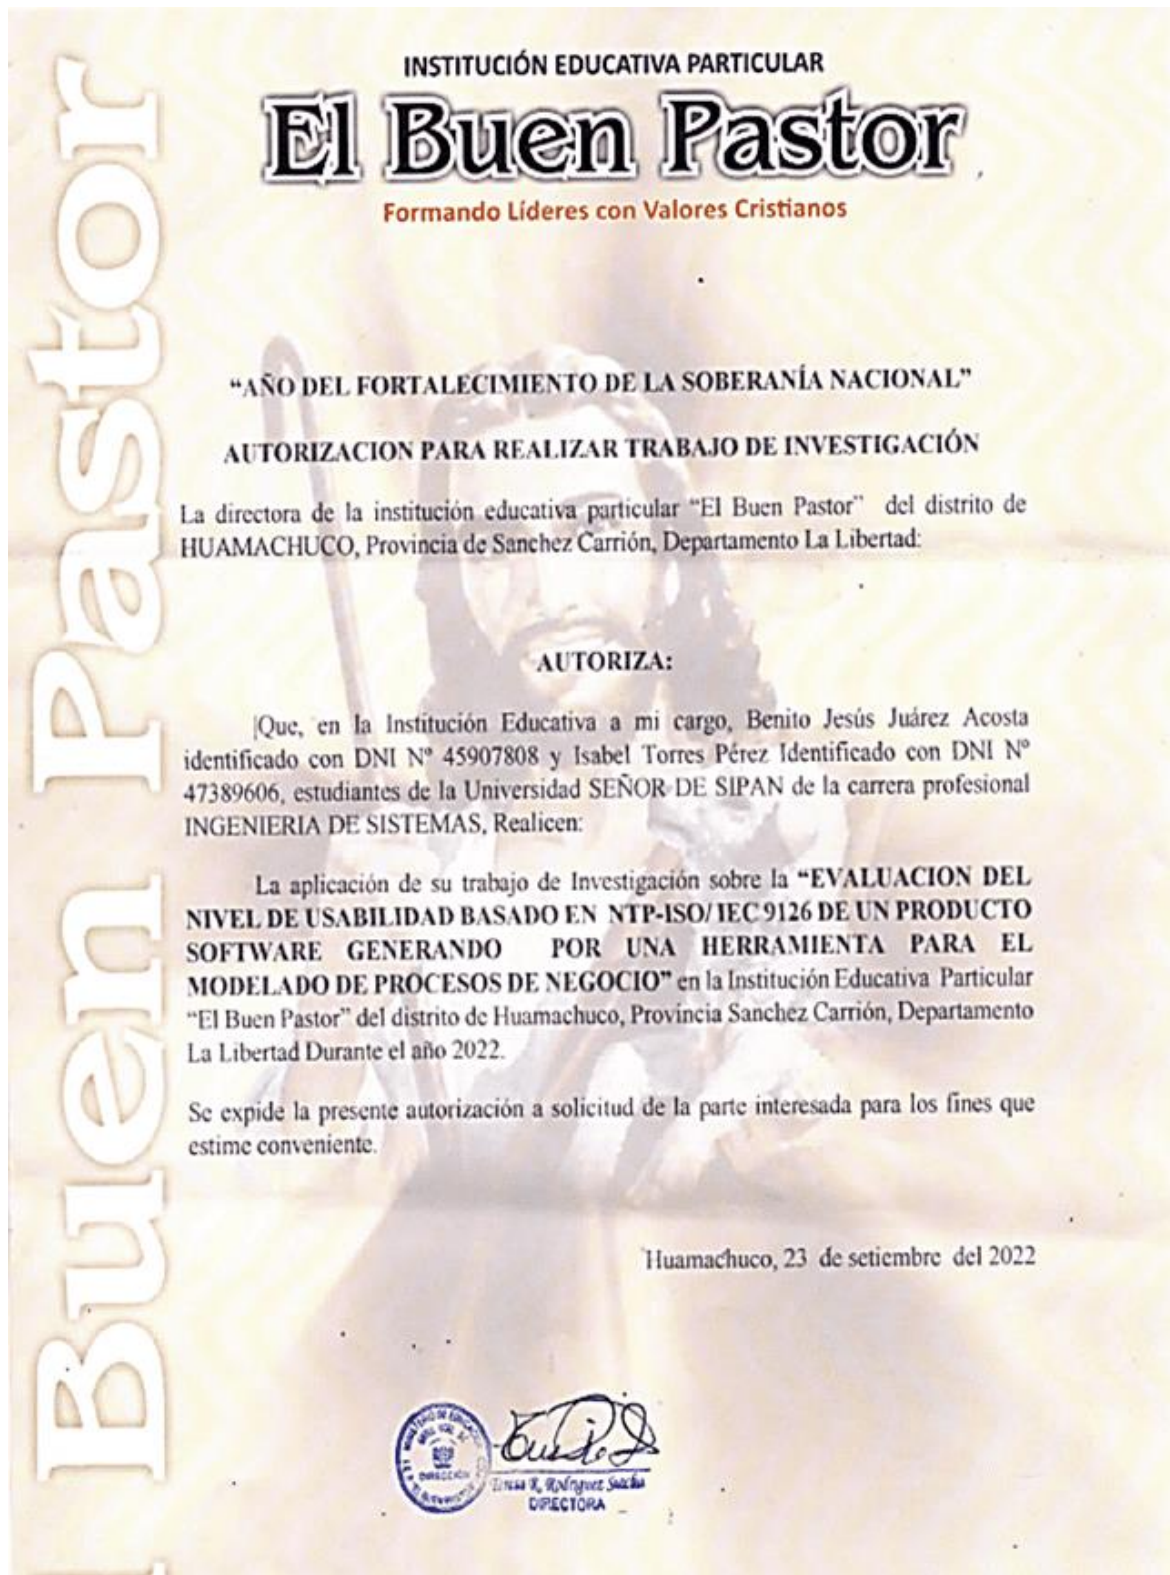 INSTITUCIÓN EDUCATIVA PARTICULAR
El Buen Pastor
Formando Líderes con Valores Cristianos
Buen Pastor
“AÑO DEL FORTALECIMIENTO DE LA SOBERANÍA NACIONAL”
AUTORIZACION PARA REALIZAR TRABAJO DE INVESTIGACIÓN
La directora de la institución educativa particular “El Buen Pastor” del distrito de
HUAMACHUCO, Provincia de Sanchez Carrión, Departamento La Libertad:
AUTORIZA:
Que, en la Institución Educativa a mi cargo, Benito Jesús Juárez Acosta
identificado con DNI Nº 45907808 y Isabel Torres Pérez Identificado con DNI Nº
47389606, estudiantes de la Universidad SEÑOR DE SIPAN de la carrera profesional
INGENIERIA DE SISTEMAS, Realicen:
La aplicación de su trabajo de Investigación sobre la “EVALUACION DEL
NIVEL DE USABILIDAD BASADO EN NTP-ISO/ IEC 9126 DE UN PRODUCTO
SOFTWARE GENERANDO POR UNA HERRAMIENTA PARA EL
MODELADO DE PROCESOS DE NEGOCIO” en la Institución Educativa Particular
“El Buen Pastor” del distrito de Huamachuco, Provincia Sanchez Carrión, Departamento
La Libertad Durante el año 2022.
Se expide la presente autorización a solicitud de la parte interesada para los fines que
estime conveniente.
Huamachuco, 23 de setiembre del 2022
MINISTERIO DE EDUCACION
DIRECCION
R. Rodriguez
DIRECTORA